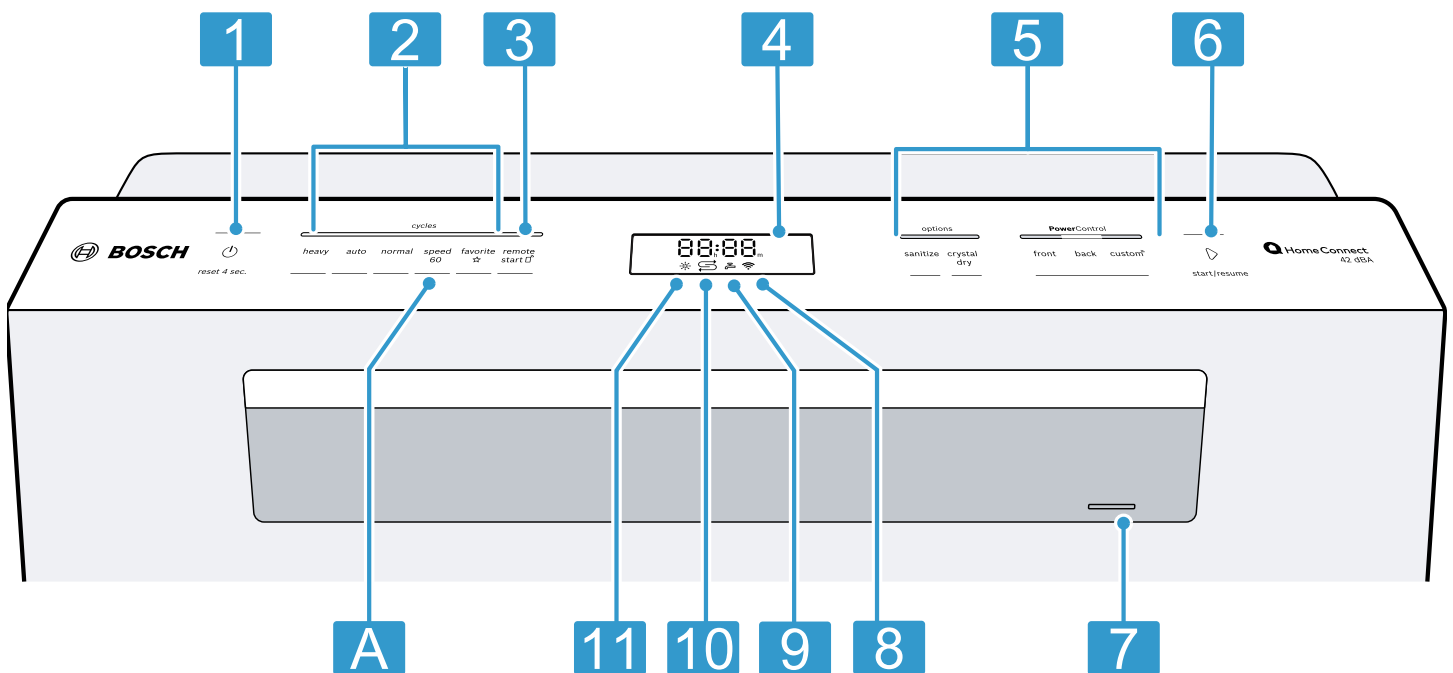 1 2 3 4 5 6
cycles
options
PowerControl
BOSCH
heavy auto normal speed 60 favorite remote start
reset 4 sec.
88:88
h m
sanitize crystal dry
front back custom
start/resume
Home Connect
42 dBA
A 11 10 9 8 7